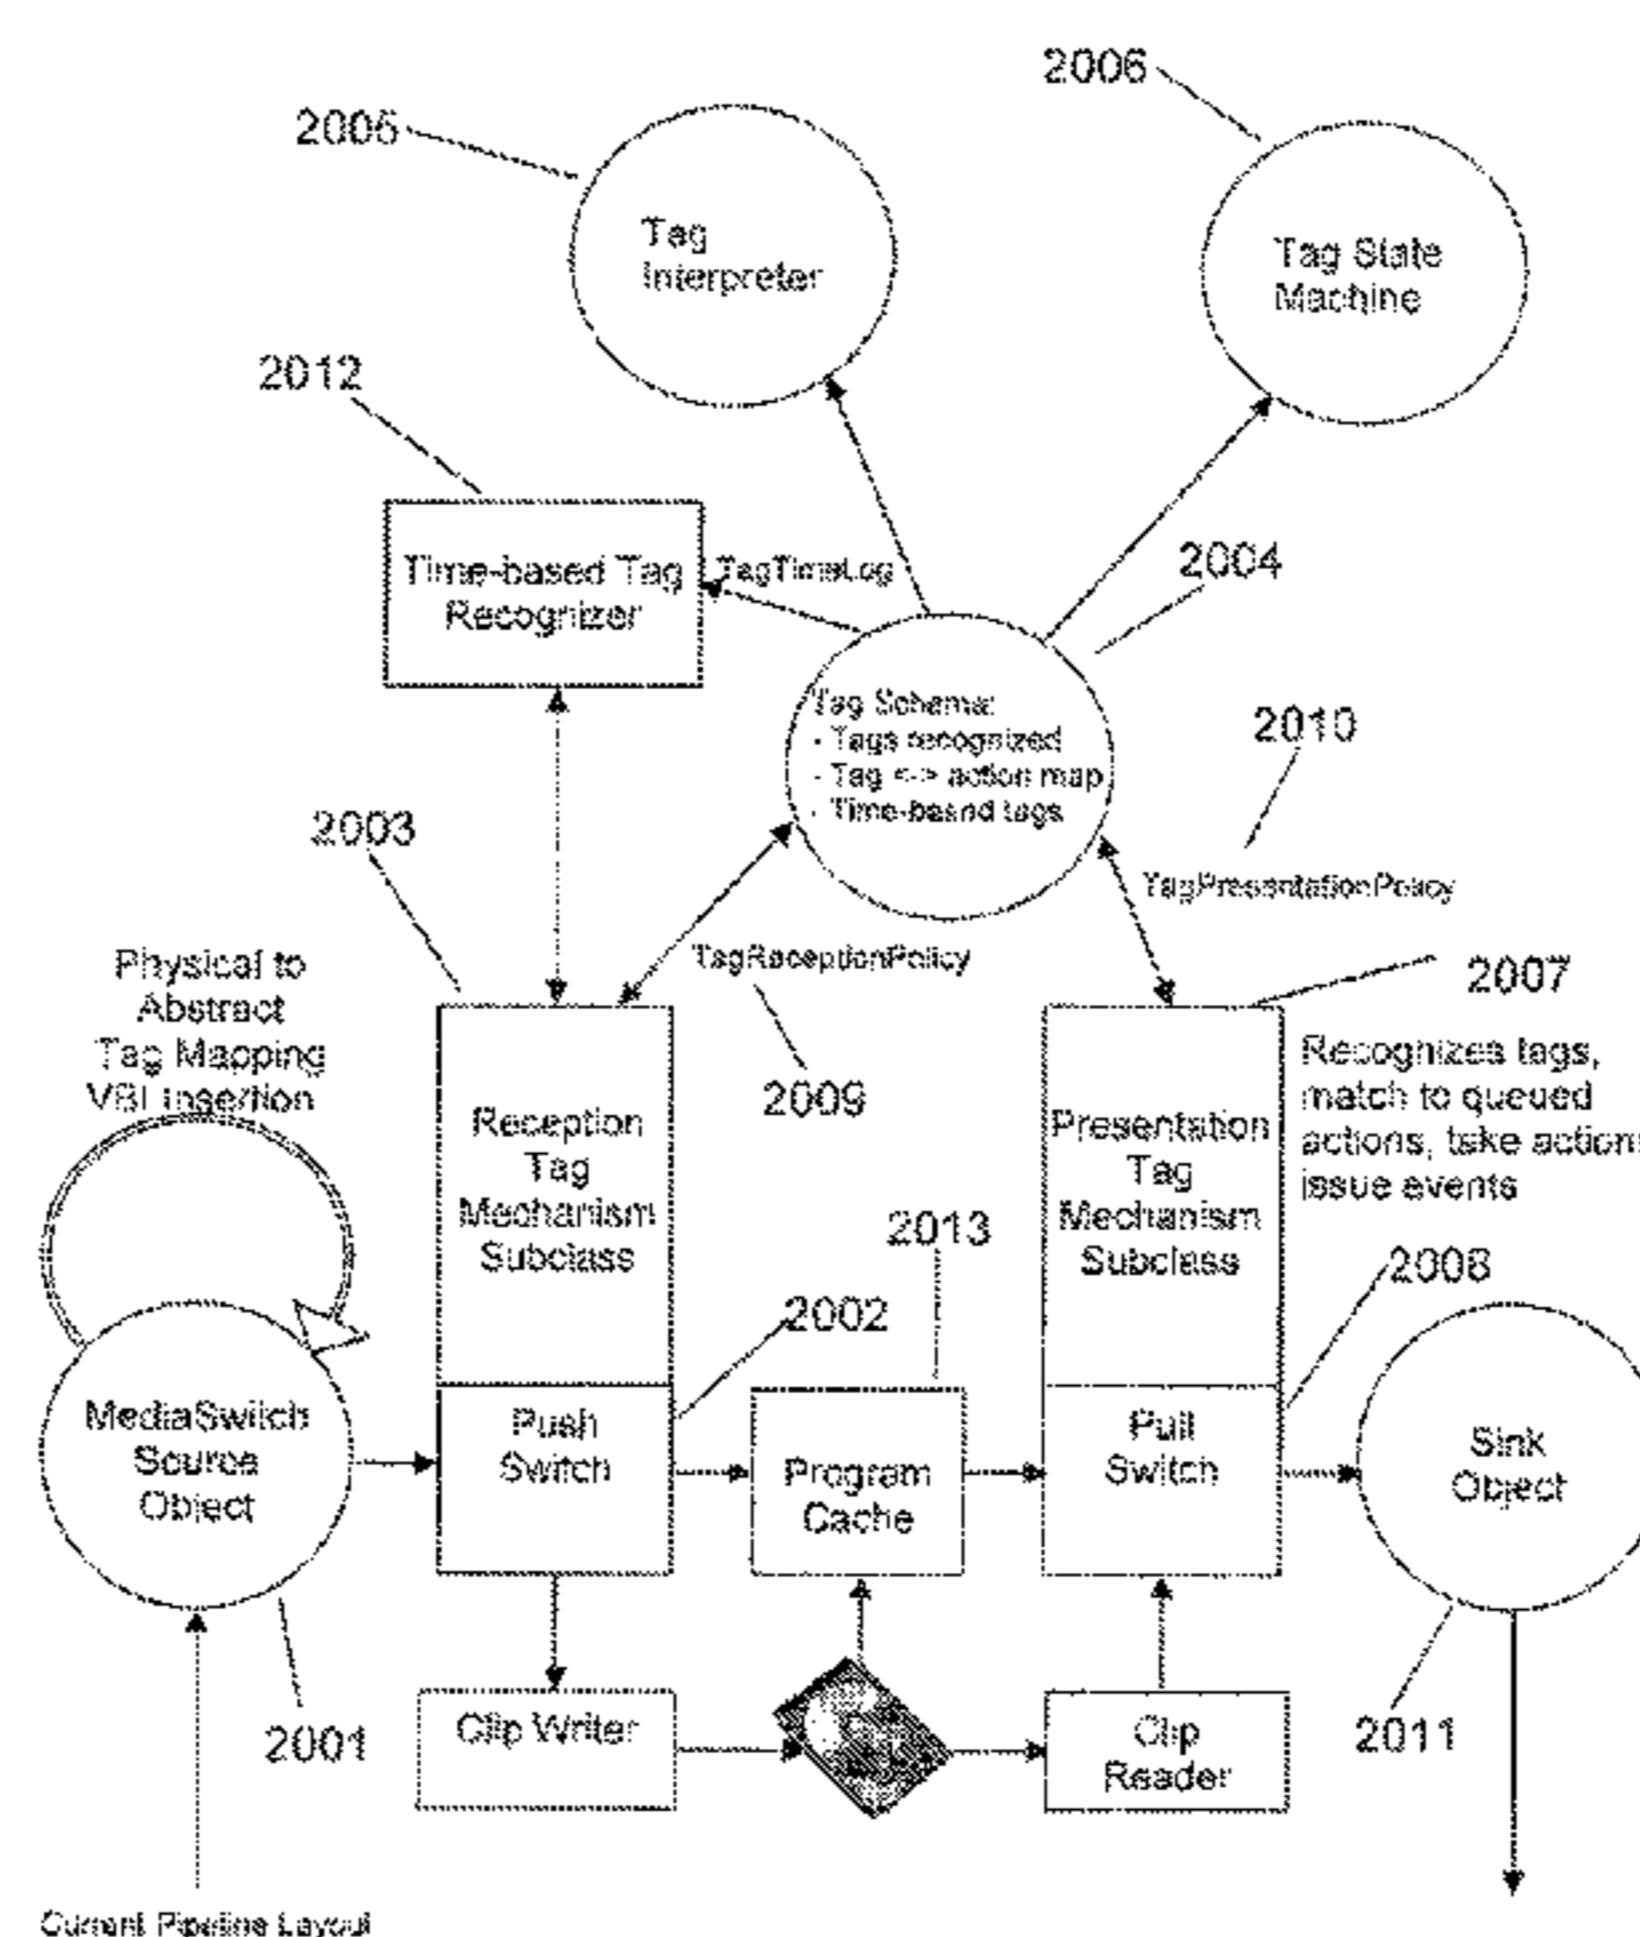 2006
2005
Tag
Interpreter
Tag State
Machine
2012
Time-based Tag
Recognizer
TagTimeLog
2004
Tag Schema:
- Tags recognized
- Tag <-> action map
- Time-based tags
2010
TagPresentationPolicy
2003
TagReceptionPolicy
2009
2007
Physical to
Abstract
Tag Mapping
VBI Insertion
Reception
Tag
Mechanism
Subclass
Presentation
Tag
Mechanism
Subclass
Recognizes tags,
match to queued
actions, take actions
issue events
2013
2002
2008
MediaSwitch
Source
Object
Push
Switch
Program
Cache
Pull
Switch
Sink
Object
2001
Clip Writer
Clip
Reader
2011
Current Pipeline Layout